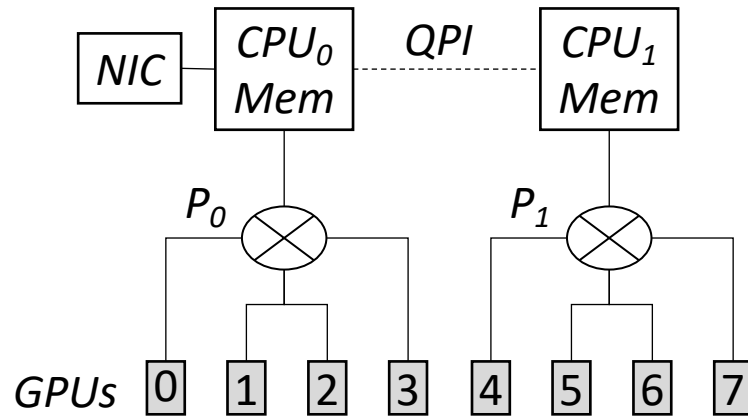 NIC
CPU₀
Mem
QPI
CPU₁
Mem
P₀
P₁
GPUs 0 1 2 3 4 5 6 7